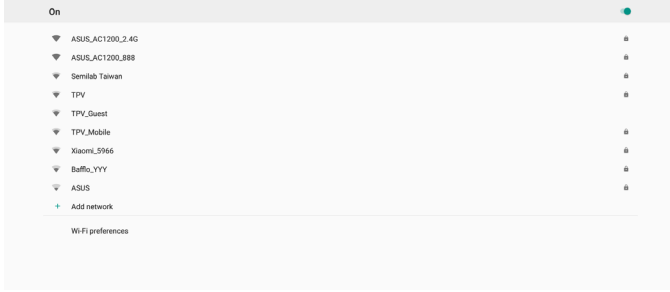 On
ASUS_AC1200_2.4G
ASUS_AC1200_888
Semilab Taiwan
TPV
TPV_Guest
TPV_Mobile
Xiaomi_5966
Bafflo_YYY
ASUS
+ Add network
Wi-Fi preferences